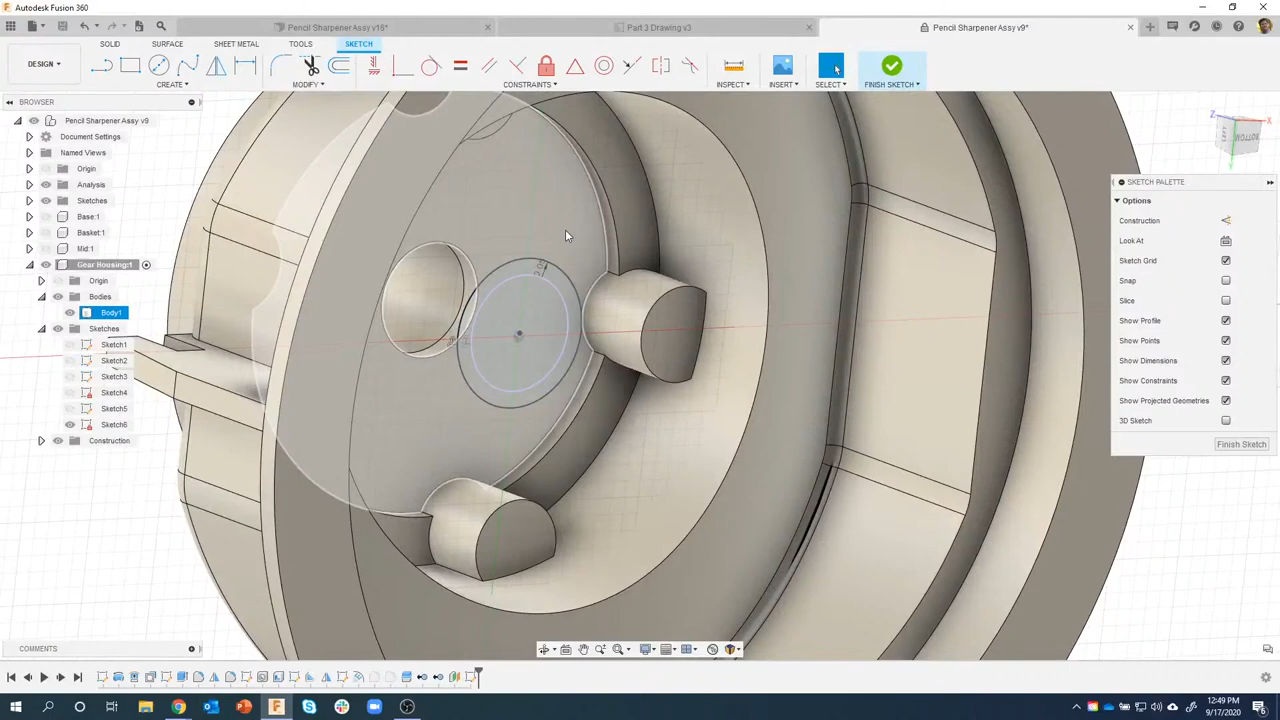 Autodesk Fusion 360
Pencil Sharpener Assy v16*
Part 3 Drawing v3
Pencil Sharpener Assy v9*
DESIGN
SOLID
SURFACE
SHEET METAL
TOOLS
SKETCH
CREATE
MODIFY
CONSTRAINTS
INSPECT
INSERT
SELECT
FINISH SKETCH
BROWSER
Pencil Sharpener Assy v9
Document Settings
Named Views
Origin
Analysis
Sketches
Base:1
Basket:1
Mid:1
Gear Housing:1
Origin
Bodies
Body1
Sketches
Sketch1
Sketch2
Sketch3
Sketch4
Sketch5
Sketch6
Construction
Z
X
Y
LEFT
BOTTOM
SKETCH PALETTE
Options
Construction
Look At
Sketch Grid
Snap
Slice
Show Profile
Show Points
Show Dimensions
Show Constraints
Show Projected Geometries
3D Sketch
Finish Sketch
COMMENTS
12:49 PM
9/17/2020